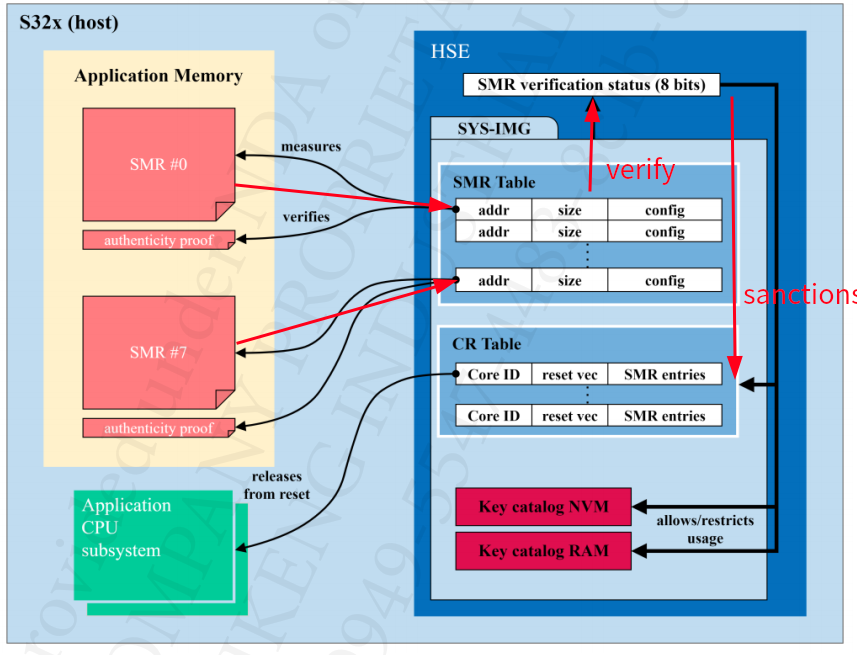 S32x (host)
HSE
Application Memory
SMR verification status (8 bits)
SMR #0
measures
SYS-IMG
verify
SMR Table
addr size config
verifies
addr size config
authenticity proof
addr size config
sanctions
SMR #7
CR Table
Core ID reset vec SMR entries
Core ID reset vec SMR entries
authenticity proof
releases
from reset
Application
CPU
subsystem
Key catalog NVM
allows/restricts
usage
Key catalog RAM